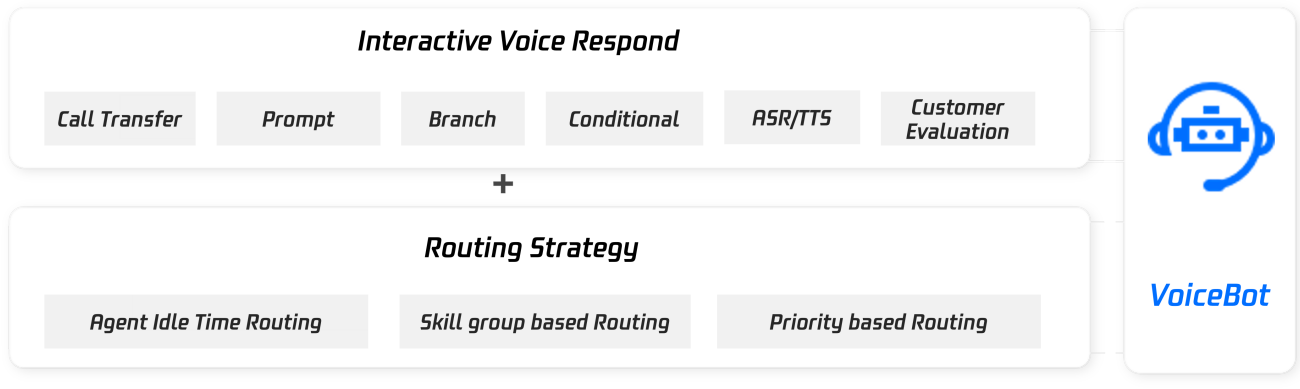 Interactive Voice Respond
Call Transfer
Prompt
Branch
Conditional
ASR/TTS
Customer
Evaluation
+
Routing Strategy
Agent Idle Time Routing
Skill group based Routing
Priority based Routing
VoiceBot